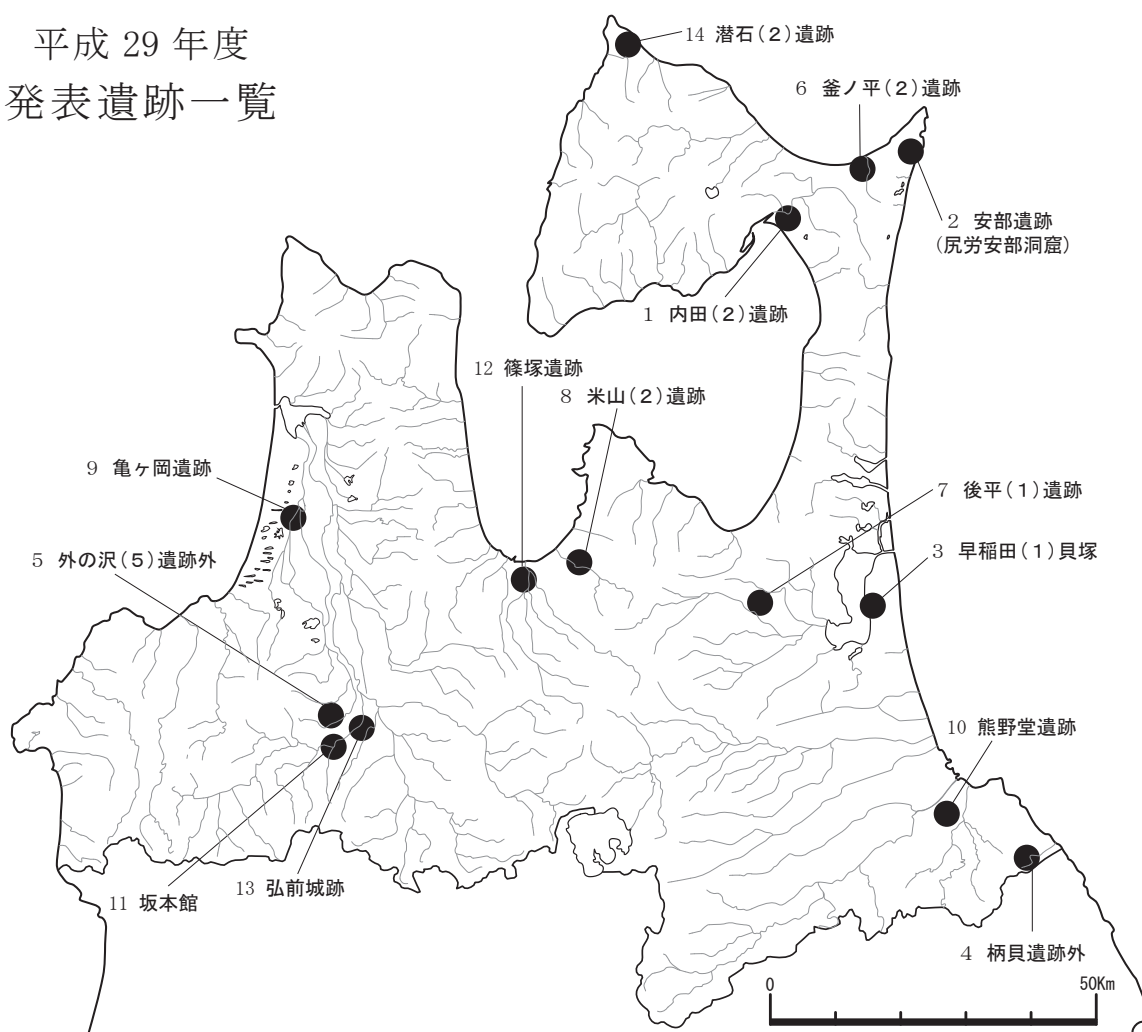 平成 29 年度
発表遺跡一覧
14 潜石(2)遺跡
6 釜ノ平(2)遺跡
2 安部遺跡
(尻労安部洞窟)
1 内田(2)遺跡
12 篠塚遺跡
8 米山(2)遺跡
9 亀ヶ岡遺跡
7 後平(1)遺跡
5 外の沢(5)遺跡外
3 早稲田(1)貝塚
10 熊野堂遺跡
13 弘前城跡
11 坂本館
4 柄貝遺跡外
0 50Km